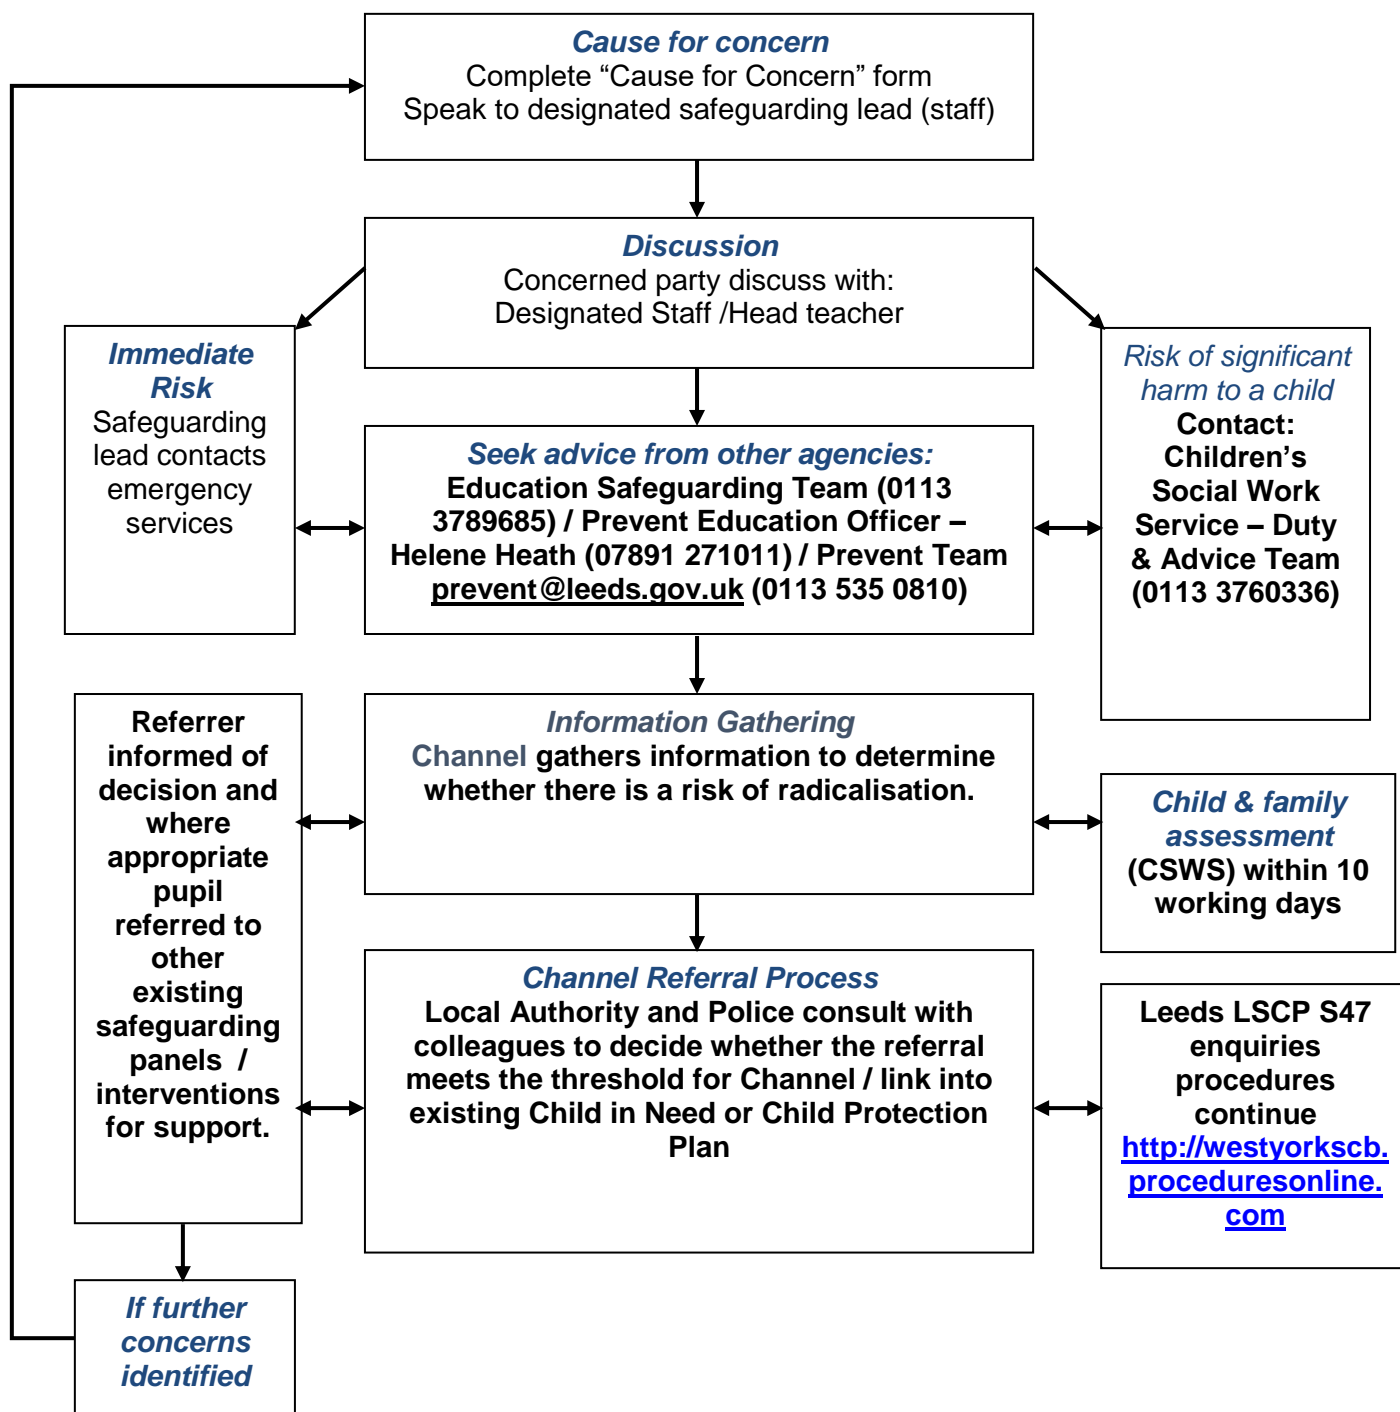 Cause for concern
Complete “Cause for Concern” form
Speak to designated safeguarding lead (staff)
Discussion
Concerned party discuss with:
Designated Staff /Head teacher
Immediate
Risk
Safeguarding
lead contacts
emergency
services
Seek advice from other agencies:
Education Safeguarding Team (0113
3789685) / Prevent Education Officer –
Helene Heath (07891 271011) / Prevent Team
prevent@leeds.gov.uk (0113 535 0810)
Risk of significant
harm to a child
Contact:
Children’s
Social Work
Service – Duty
& Advice Team
(0113 3760336)
Referrer
informed of
decision and
where
appropriate
pupil
referred to
other
existing
safeguarding
panels /
interventions
for support.
Information Gathering
Channel gathers information to determine
whether there is a risk of radicalisation.
Child & family
assessment
(CSWS) within 10
working days
Channel Referral Process
Local Authority and Police consult with
colleagues to decide whether the referral
meets the threshold for Channel / link into
existing Child in Need or Child Protection
Plan
Leeds LSCP S47
enquiries
procedures
continue
http://westyorkscb.
proceduresonline.
com
If further
concerns
identified